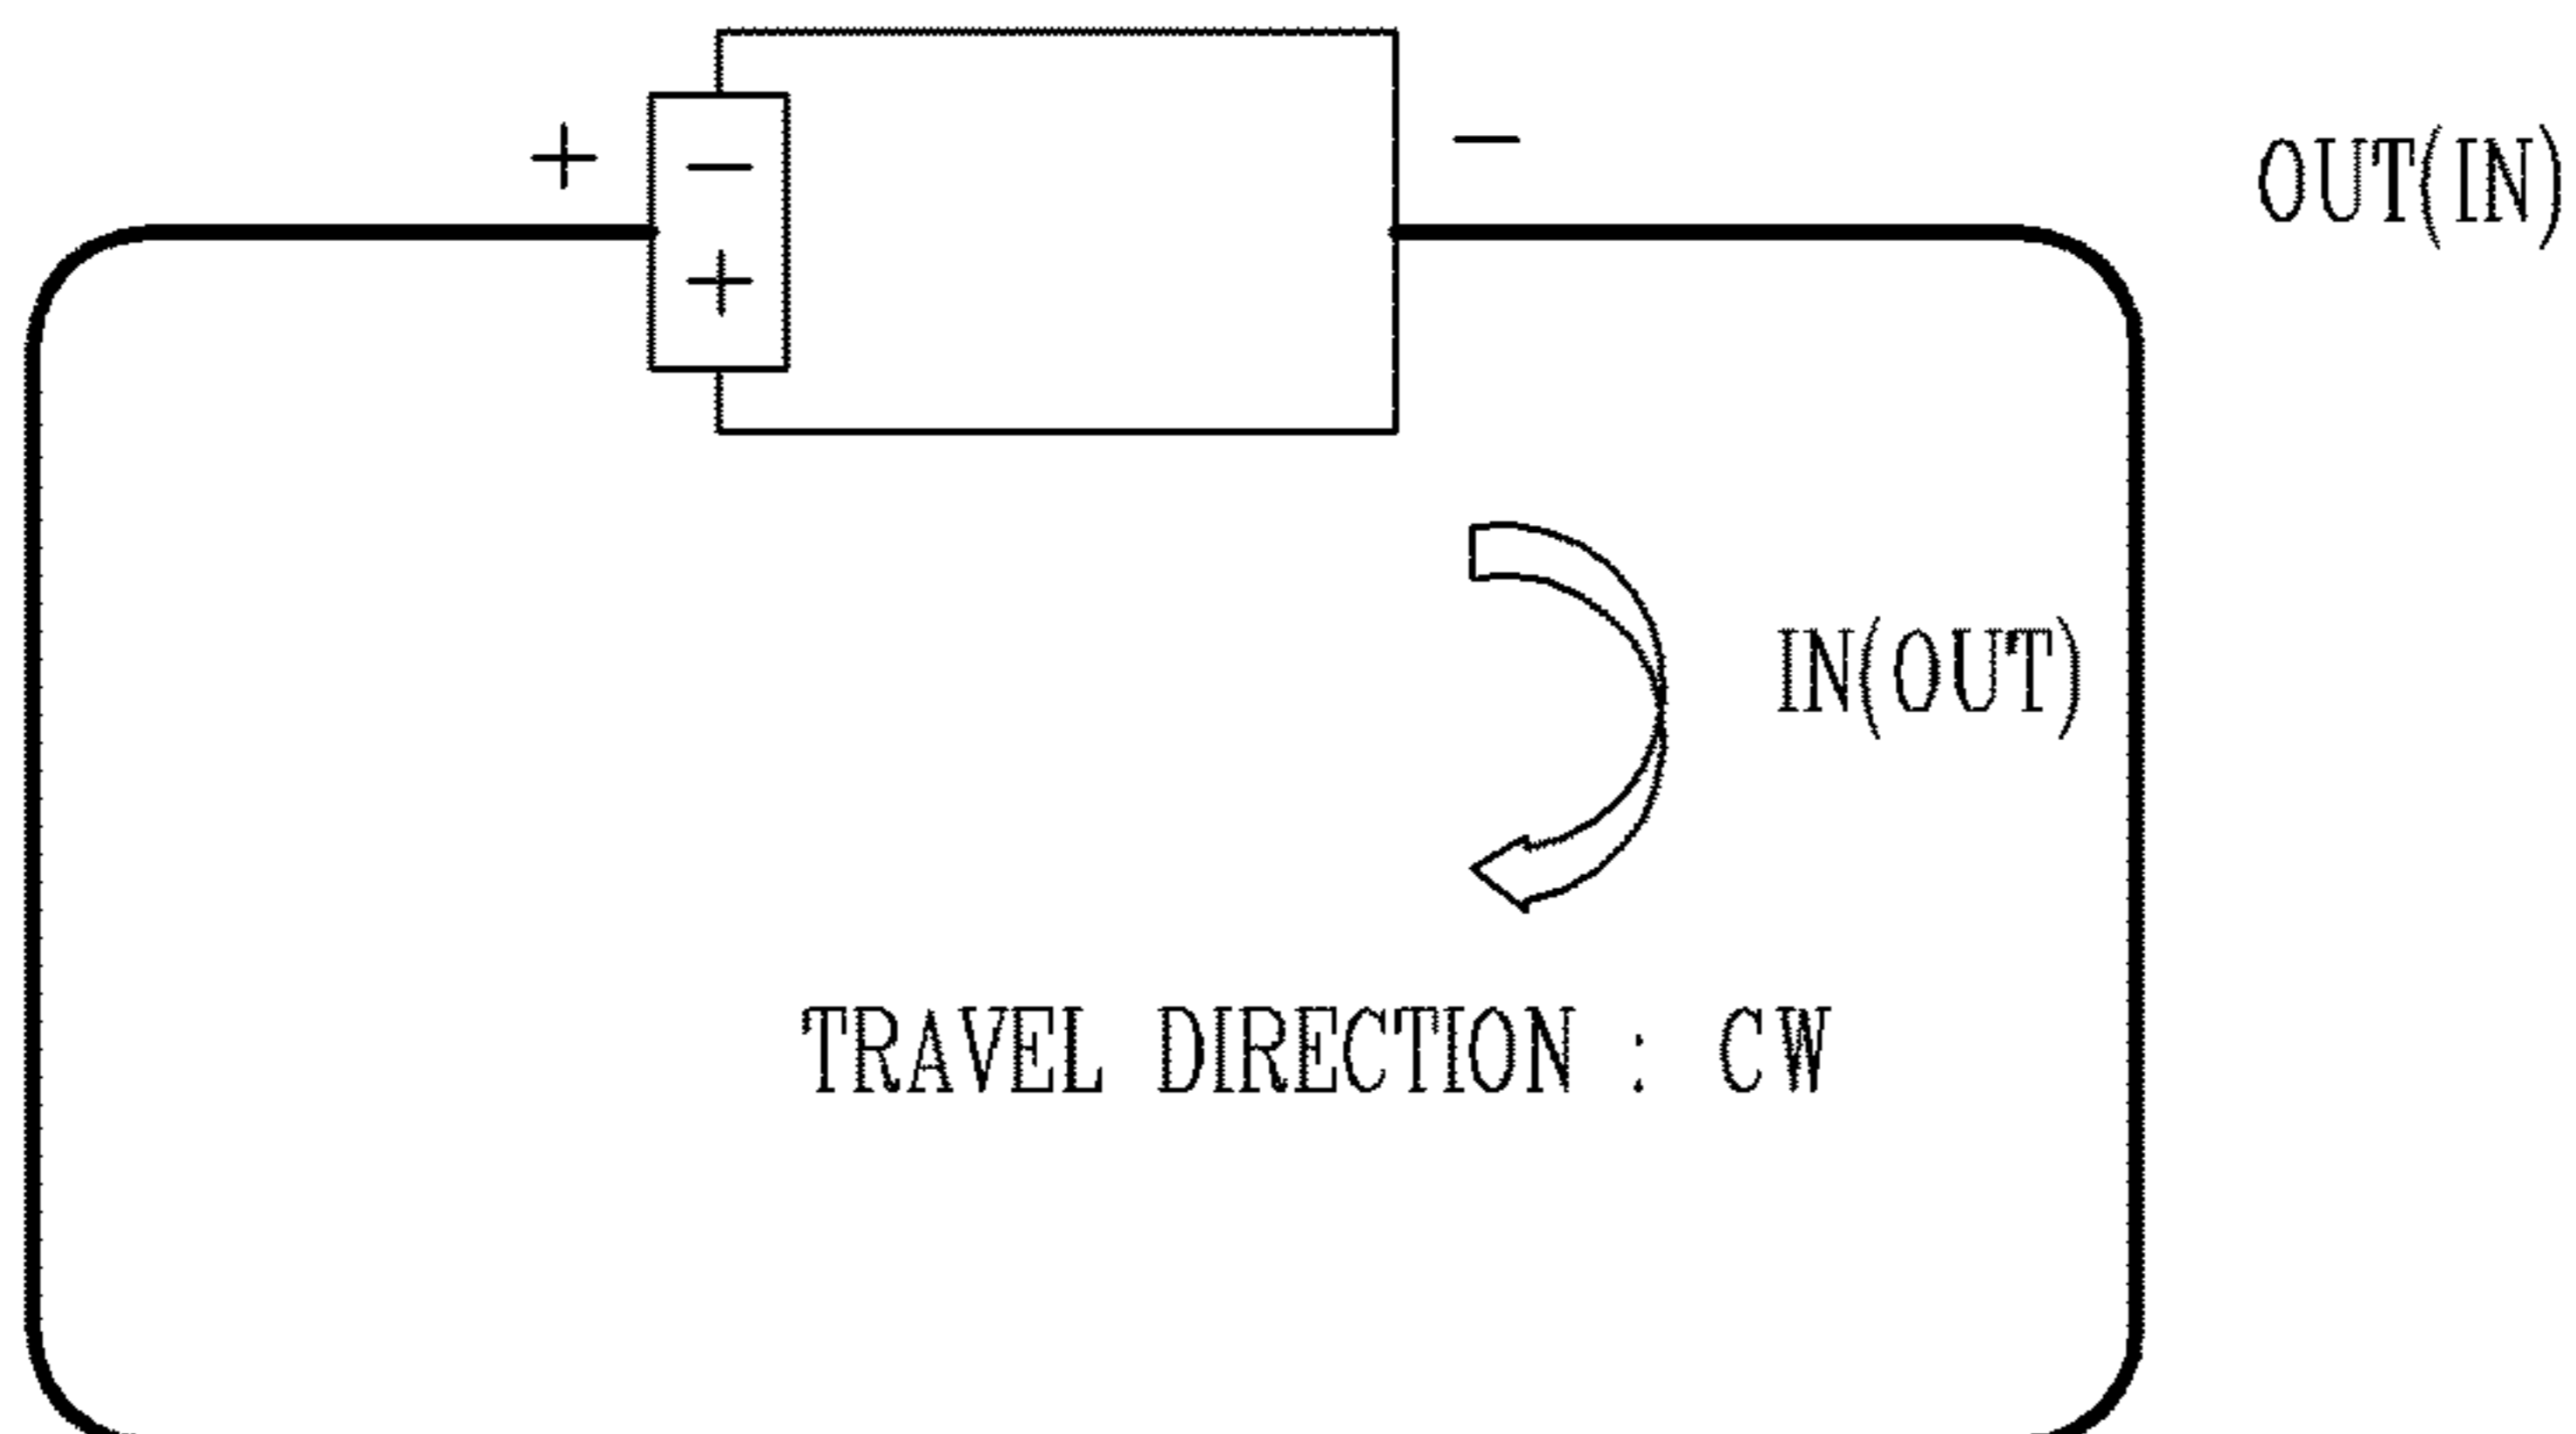 +
−
−
+
OUT(IN)
IN(OUT)
TRAVEL DIRECTION : CW